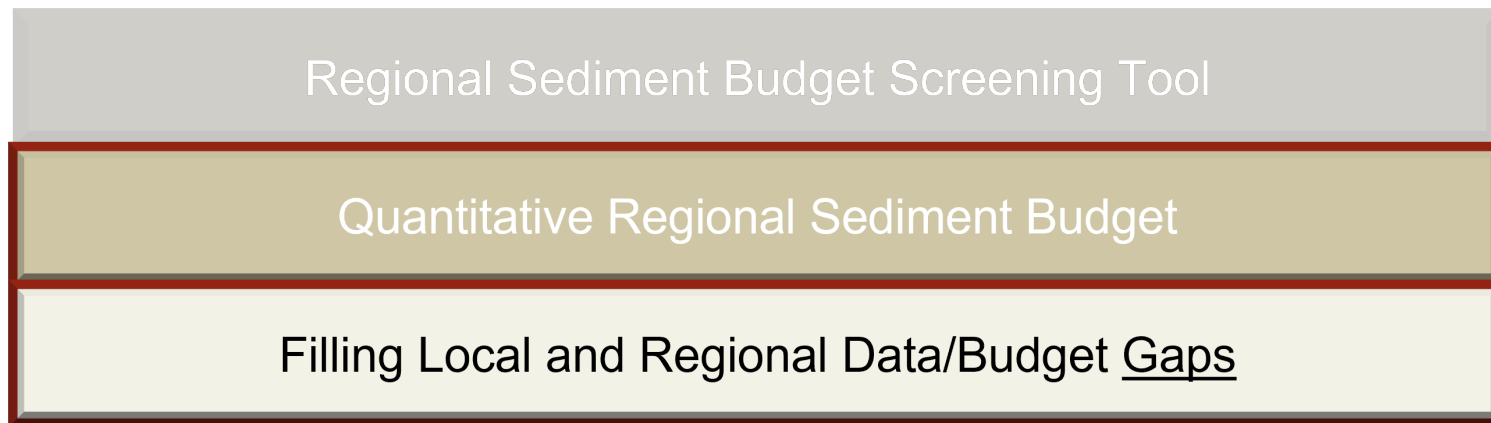 Regional Sediment Budget Screening Tool
Quantitative Regional Sediment Budget
Filling Local and Regional Data/Budget Gaps